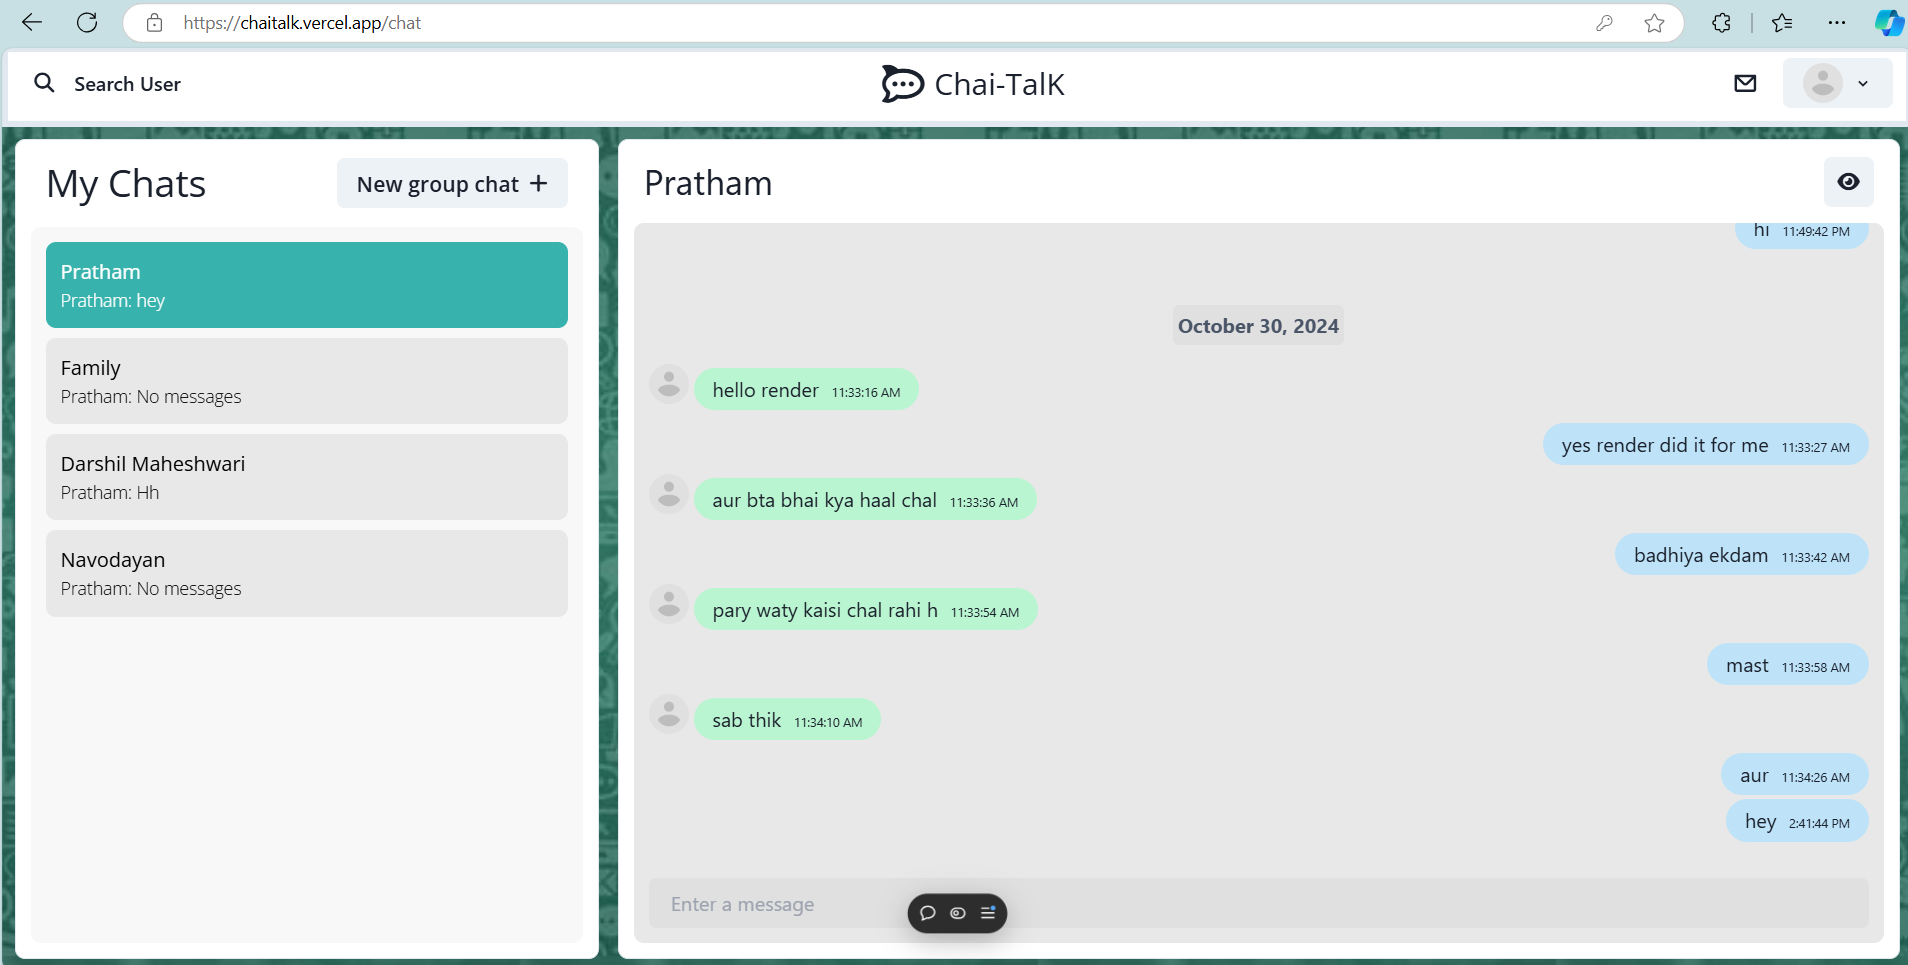 https://chaitalk.vercel.app/chat
Search User
Chai-TalK
My Chats
New group chat +
Pratham
Pratham: hey
Family
Pratham: No messages
Darshil Maheshwari
Pratham: Hh
Navodayan
Pratham: No messages
Pratham
hi 11:49:42 PM
October 30, 2024
hello render 11:33:16 AM
yes render did it for me 11:33:27 AM
aur bta bhai kya haal chal 11:33:36 AM
badhiya ekdam 11:33:42 AM
pary waty kaisi chal rahi h 11:33:54 AM
mast 11:33:58 AM
sab thik 11:34:10 AM
aur 11:34:26 AM
hey 2:41:44 PM
Enter a message